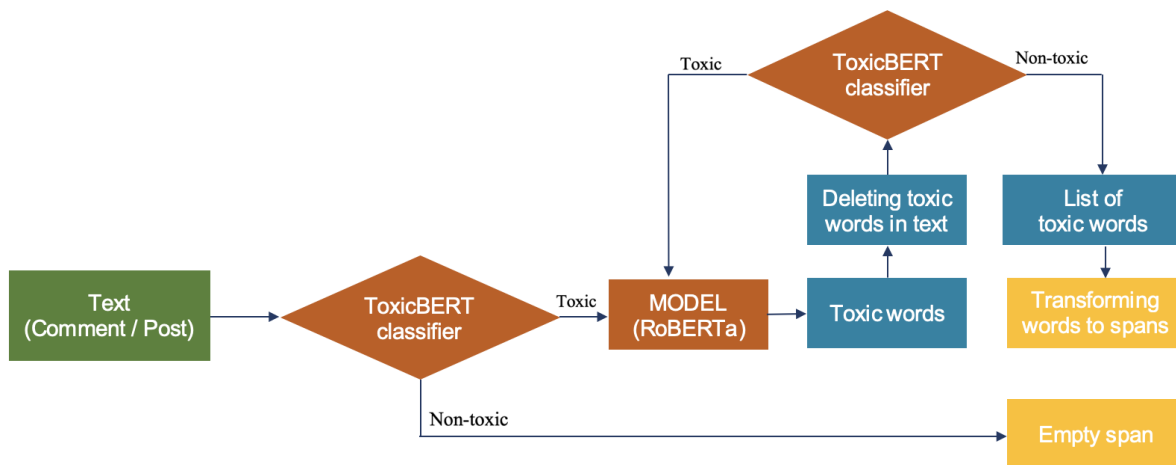 ToxicBERT
classifier
Toxic
Non-toxic
Deleting toxic
words in text
List of
toxic words
Text
(Comment / Post)
ToxicBERT
classifier
Toxic
MODEL
(RoBERTa)
Toxic words
Transforming
words to spans
Non-toxic
Empty span